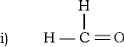 H
i) H — C = O